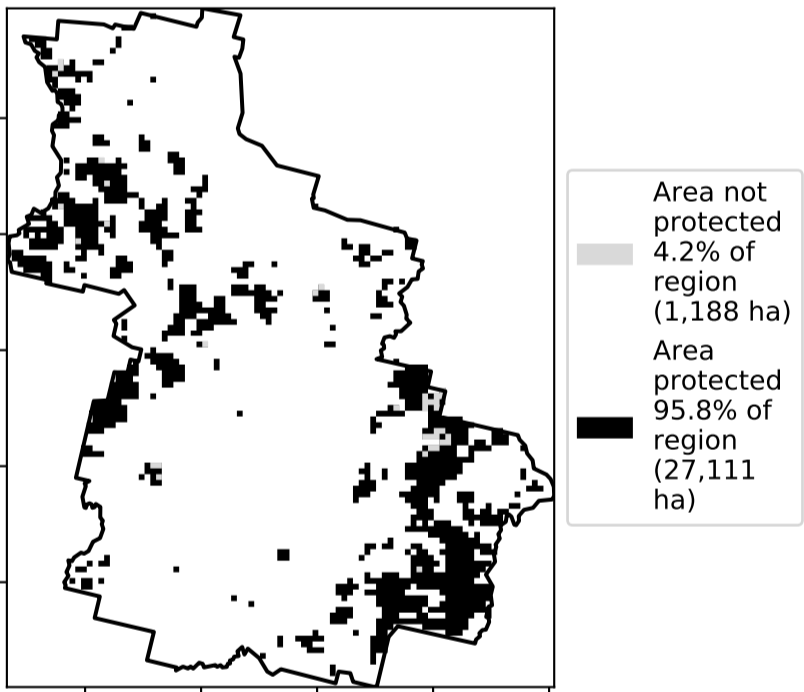 Area not
protected
4.2% of
region
(1,188 ha)
Area
protected
95.8% of
region
(27,111
ha)